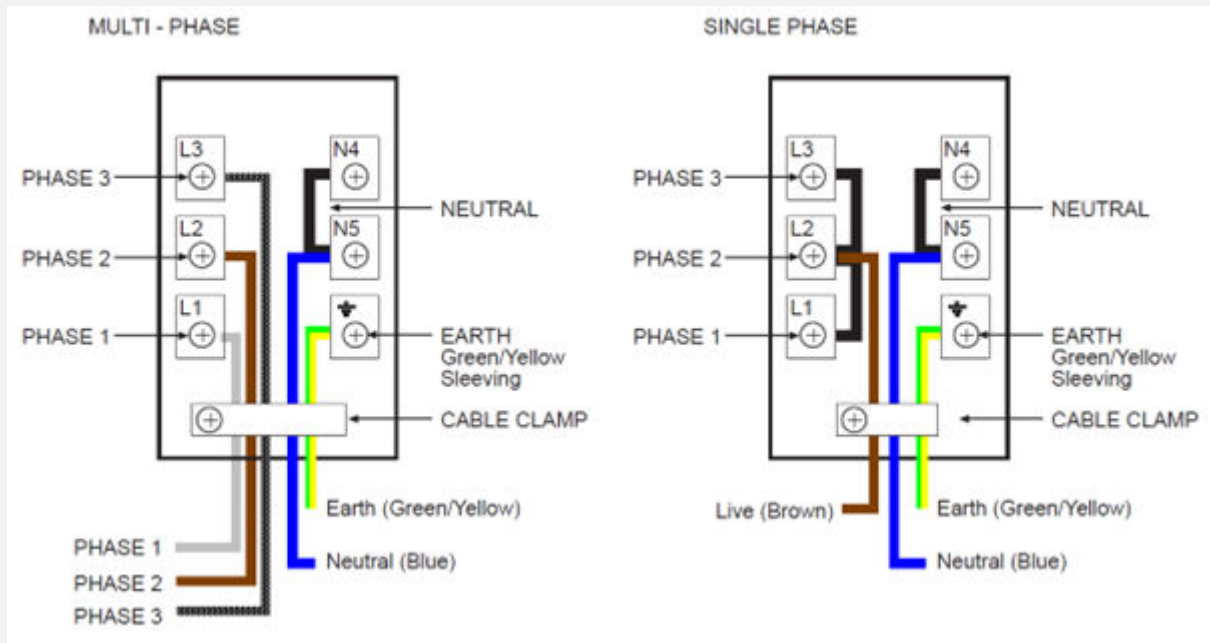 MULTI - PHASE
L3
N4
PHASE 3
NEUTRAL
L2
N5
PHASE 2
L1
PHASE 1
EARTH
Green/Yellow
Sleeving
CABLE CLAMP
Earth (Green/Yellow)
PHASE 1
Neutral (Blue)
PHASE 2
PHASE 3
SINGLE PHASE
L3
N4
PHASE 3
NEUTRAL
L2
N5
PHASE 2
L1
PHASE 1
EARTH
Green/Yellow
Sleeving
CABLE CLAMP
Live (Brown)
Earth (Green/Yellow)
Neutral (Blue)